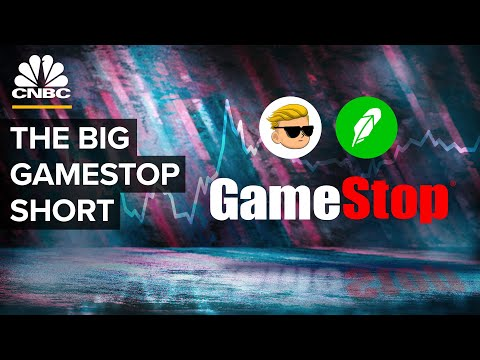 CNBC
THE BIG
GAMESTOP
SHORT
GameStop